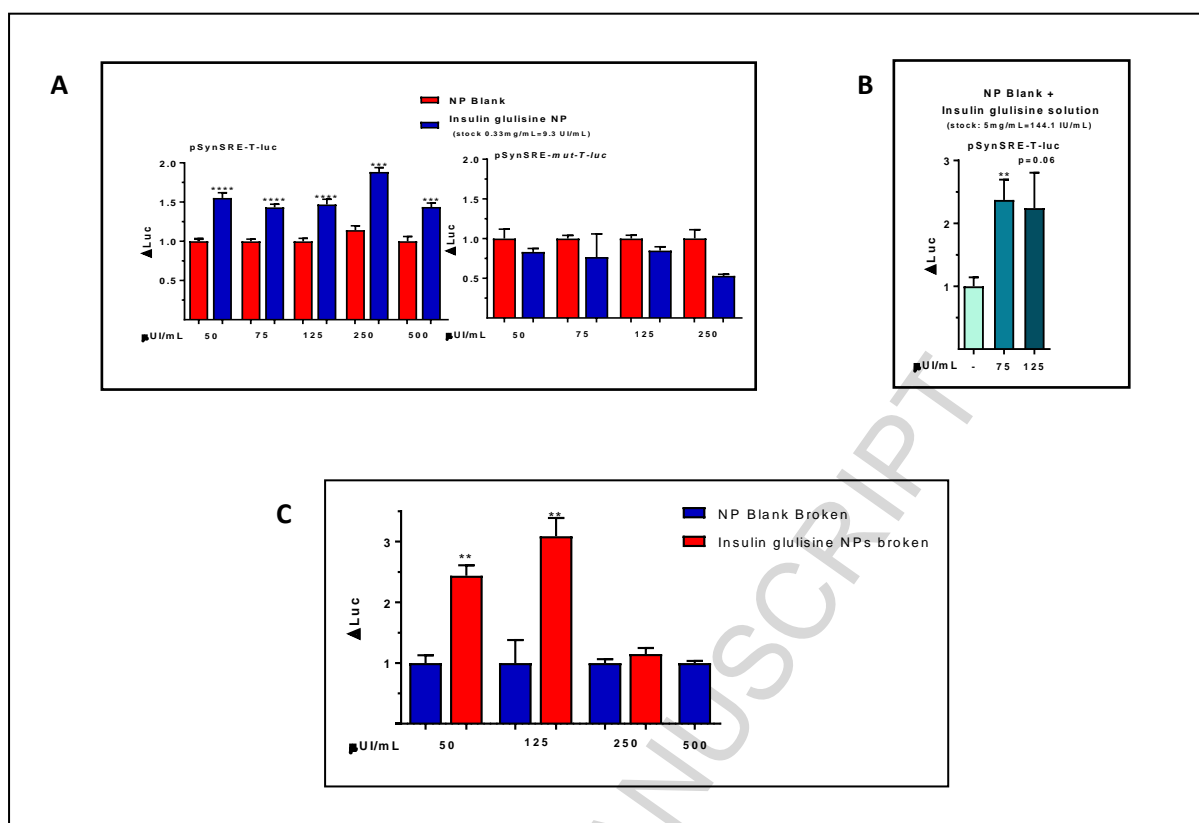 A
NP Blank
Insulin glulisine NP
(stock 0.33mg/mL=9.3 UI/mL)
pSynSRE-T-luc
2.0
1.5
1.0
0.5
ΔLuc
**** **** **** *** ***
µUI/mL 50 75 125 250 500
pSynSRE-mut-T-luc
2.0
1.5
1.0
0.5
ΔLuc
µUI/mL 50 75 125 250
B
NP Blank +
Insulin glulisine solution
(stock: 5mg/mL=144.1 IU/mL)
pSynSRE-T-luc
p=0.06
**
3
2
1
ΔLuc
µUI/mL - 75 125
C
NP Blank Broken
Insulin glulisine NPs broken
** **
3
2
1
ΔLuc
µUI/mL 50 125 250 500
NUSCRIPT